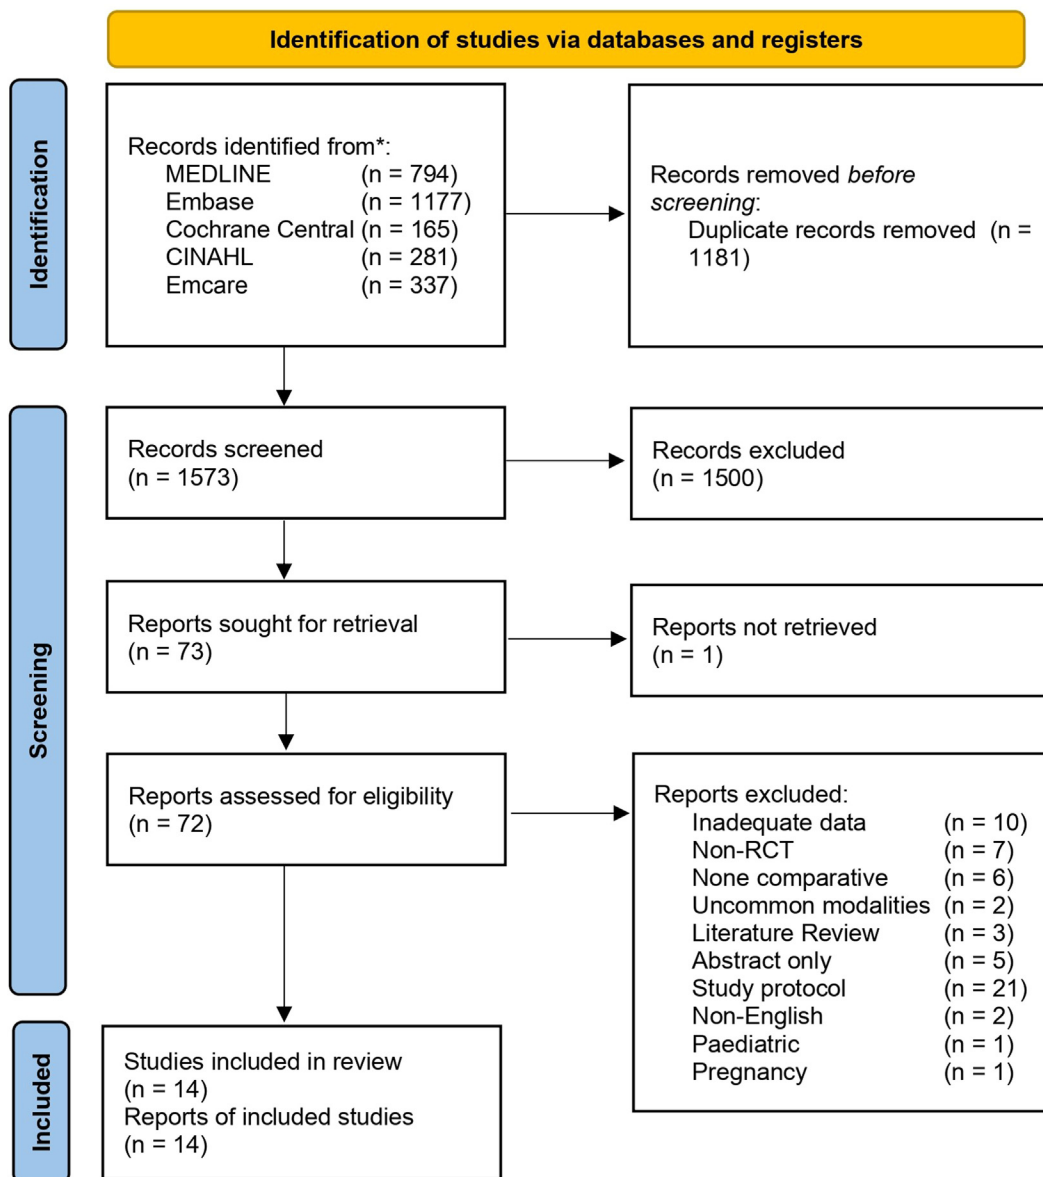 Identification of studies via databases and registers
Identification
Records identified from*:
MEDLINE (n = 794)
Embase (n = 1177)
Cochrane Central (n = 165)
CINAHL (n = 281)
Emcare (n = 337)
Records removed before
screening:
Duplicate records removed (n =
1181)
Screening
Records screened
(n = 1573)
Records excluded
(n = 1500)
Reports sought for retrieval
(n = 73)
Reports not retrieved
(n = 1)
Reports assessed for eligibility
(n = 72)
Reports excluded:
Inadequate data (n = 10)
Non-RCT (n = 7)
None comparative (n = 6)
Uncommon modalities (n = 2)
Literature Review (n = 3)
Abstract only (n = 5)
Study protocol (n = 21)
Non-English (n = 2)
Paediatric (n = 1)
Pregnancy (n = 1)
Included
Studies included in review
(n = 14)
Reports of included studies
(n = 14)